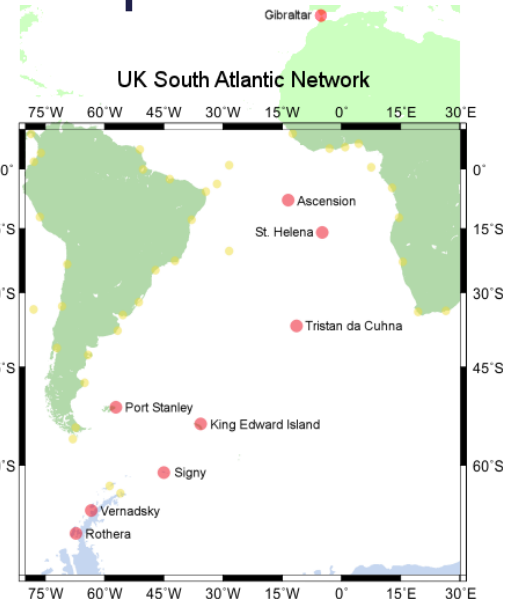 Gibraltar
UK South Atlantic Network
75°W 60°W 45°W 30°W 15°W 0° 15°E 30°E
0° 0°
Ascension
St. Helena
°S 15°S
°S 30°S
Tristan da Cuhna
°S 45°S
Port Stanley
King Edward Island
°S 60°S
Signy
Vernadsky
Rothera
75°W 60°W 45°W 30°W 15°W 0° 15°E 30°E